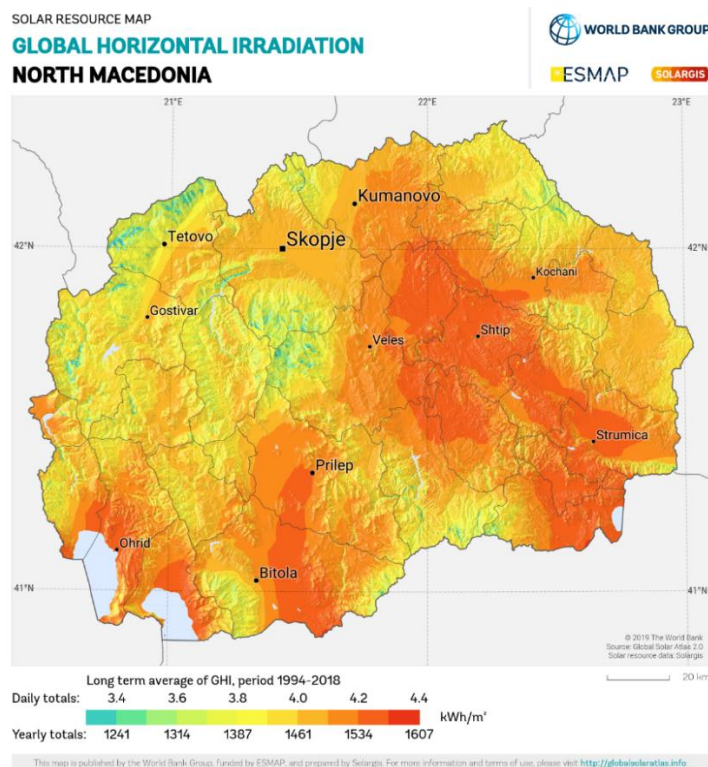 SOLAR RESOURCE MAP
GLOBAL HORIZONTAL IRRADIATION
NORTH MACEDONIA
WORLD BANK GROUP
ESMAP
SOLARGIS
21°E
22°E
23°E
Kumanovo
42°N
Tetovo
Skopje
42°N
Kochani
Gostivar
Shtip
Veles
Strumica
Prilep
Ohrid
Bitola
41°N
41°N
© 2019 The World Bank
Source: Global Solar Atlas 2.0
Solar resource data: Solargis
20 km
Long term average of GHI, period 1994-2018
Daily totals: 3.4 3.6 3.8 4.0 4.2 4.4
kWh/m²
Yearly totals: 1241 1314 1387 1461 1534 1607
This map is published by the World Bank Group, funded by ESMAP, and prepared by Solargis. For more information and terms of use, please visit http://globalsolaratlas.info